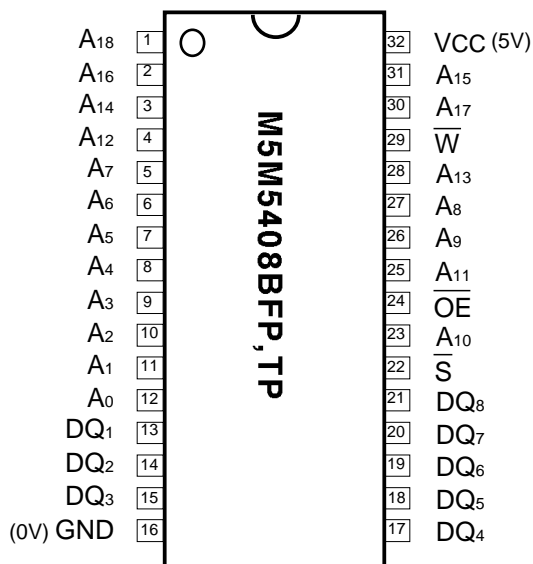 A18 1 32 VCC (5V)
A16 2 31 A15
A14 3 30 A17
A12 4 29 W̅
A7 5 28 A13
A6 6 27 A8
A5 7 26 A9
A4 8 25 A11
A3 9 24 O̅E̅
A2 10 23 A10
A1 11 22 S̅
A0 12 21 DQ8
DQ1 13 20 DQ7
DQ2 14 19 DQ6
DQ3 15 18 DQ5
(0V) GND 16 17 DQ4
M5M5408BFP,TP